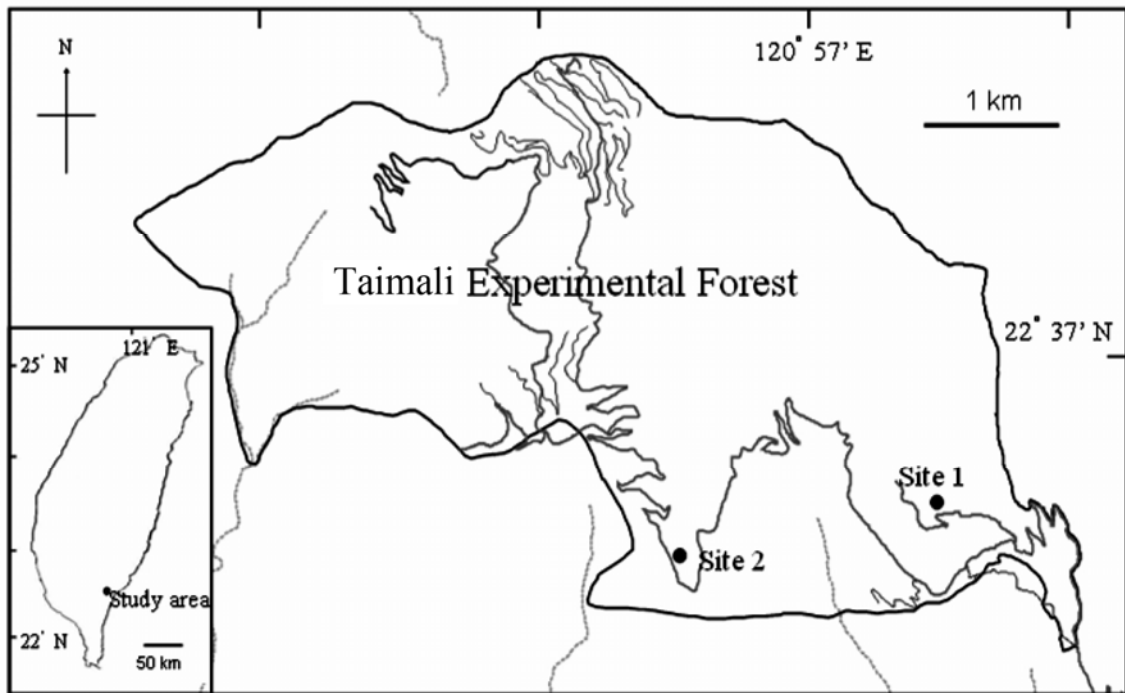 N
120° 57' E
1 km
Taimali Experimental Forest
22° 37' N
Site 1
Site 2
121° E
25° N
Study area
22° N
50 km